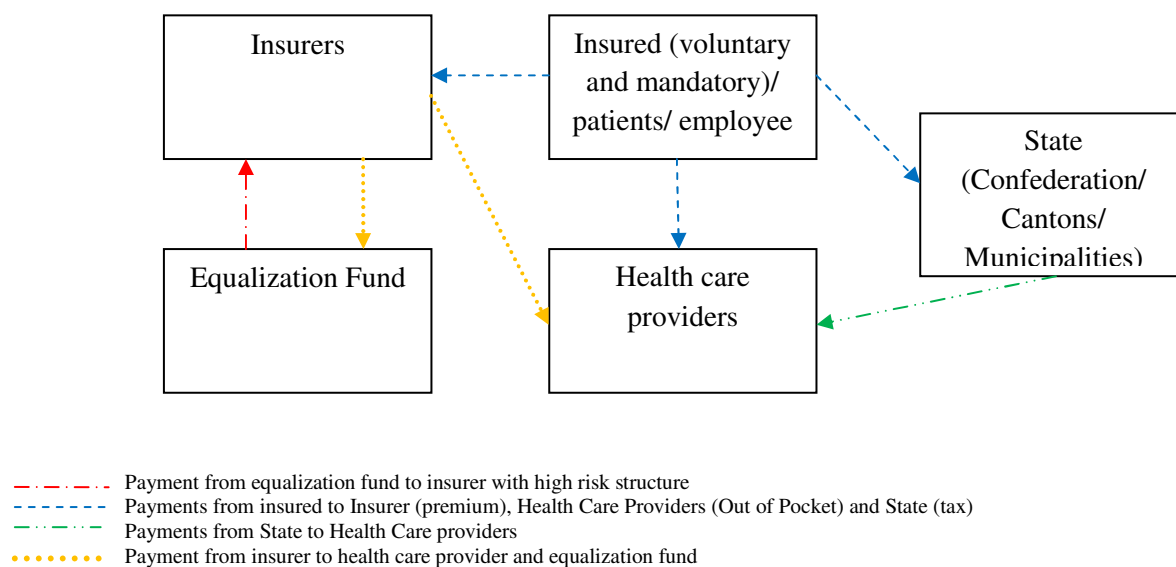 Insurers
Insured (voluntary
and mandatory)/
patients/ employee
State
(Confederation/
Cantons/
Municipalities)
Equalization Fund
Health care
providers
Payment from equalization fund to insurer with high risk structure
Payments from insured to Insurer (premium), Health Care Providers (Out of Pocket) and State (tax)
Payments from State to Health Care providers
Payment from insurer to health care provider and equalization fund